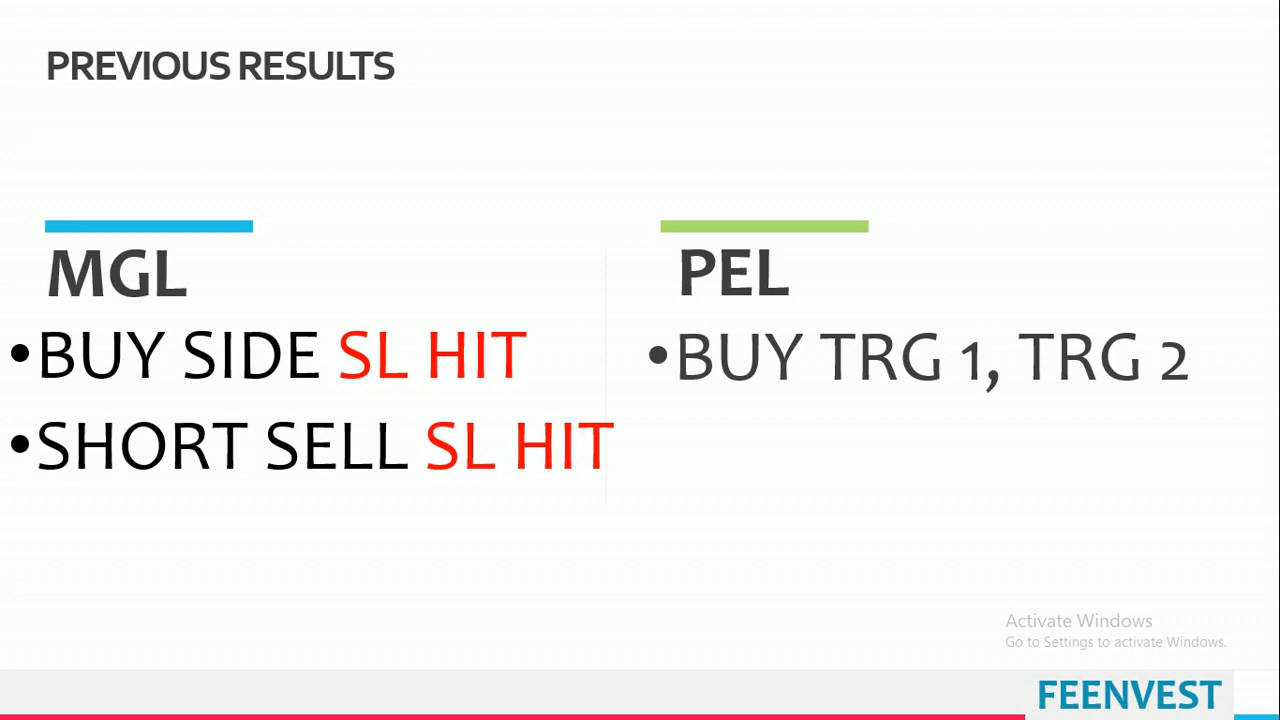 PREVIOUS RESULTS
MGL
•BUY SIDE SL HIT
•SHORT SELL SL HIT
PEL
•BUY TRG 1, TRG 2
Activate Windows
Go to Settings to activate Windows.
FEENVEST